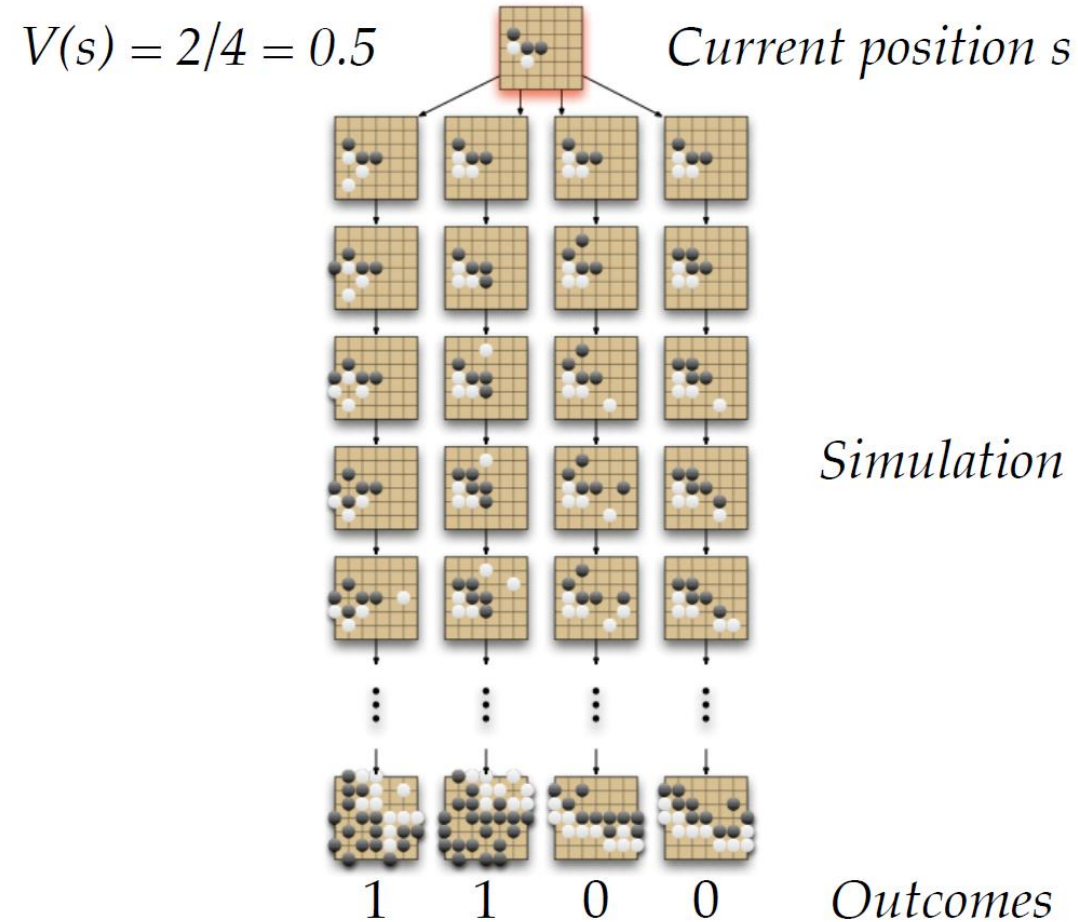 V(s) = 2/4 = 0.5
Current position s
Simulation
1 1 0 0
Outcomes